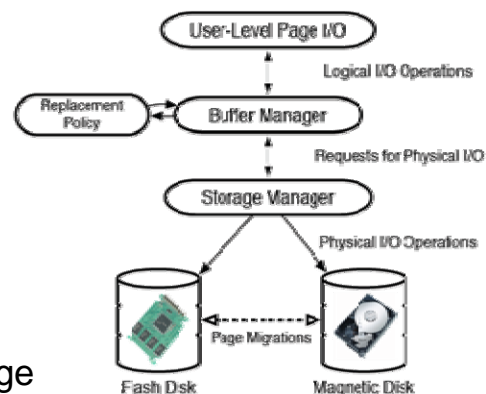 User-Level Page I/O
Logical I/O Operations
Replacement
Policy
Buffer Manager
Requests for Physical I/O
Storage Manager
Physical I/O Operations
Page Migrations
ge
Flash Disk
Magnetic Disk